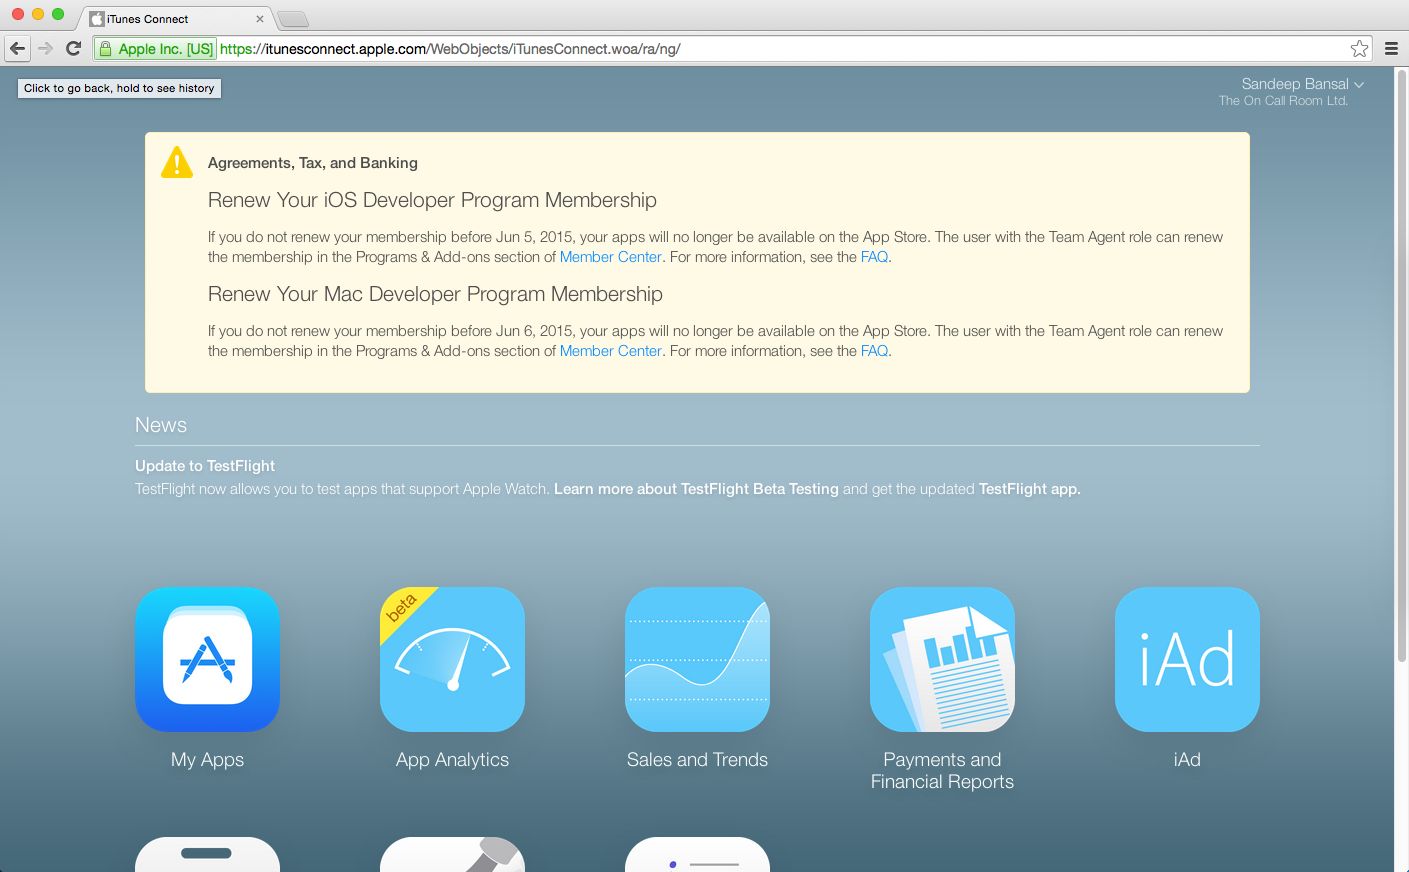 iTunes Connect
Apple Inc. [US] https://itunesconnect.apple.com/WebObjects/iTunesConnect.woa/ra/ng/
Click to go back, hold to see history
Sandeep Bansal
The On Call Room Ltd.
Agreements, Tax, and Banking
Renew Your iOS Developer Program Membership
If you do not renew your membership before Jun 5, 2015, your apps will no longer be available on the App Store. The user with the Team Agent role can renew
the membership in the Programs & Add-ons section of Member Center. For more information, see the FAQ.
Renew Your Mac Developer Program Membership
If you do not renew your membership before Jun 6, 2015, your apps will no longer be available on the App Store. The user with the Team Agent role can renew
the membership in the Programs & Add-ons section of Member Center. For more information, see the FAQ.
News
Update to TestFlight
TestFlight now allows you to test apps that support Apple Watch. Learn more about TestFlight Beta Testing and get the updated TestFlight app.
beta
iAd
My Apps
App Analytics
Sales and Trends
Payments and
Financial Reports
iAd